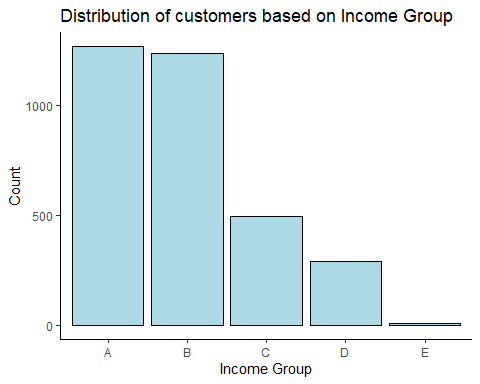 Distribution of customers based on Income Group
Count
1000
500
0
A B C D E
Income Group